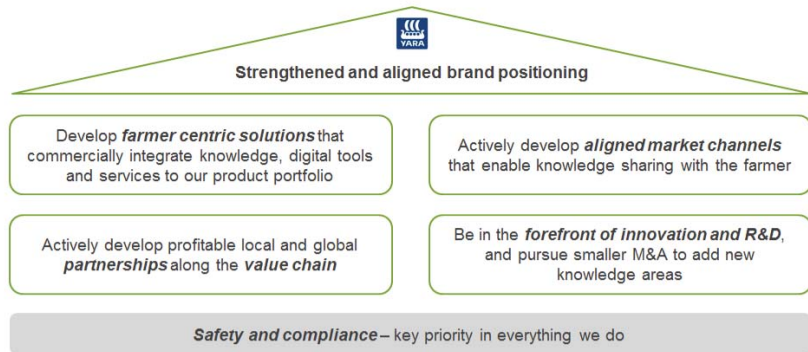 YARA
Strengthened and aligned brand positioning
Develop farmer centric solutions that
commercially integrate knowledge, digital tools
and services to our product portfolio
Actively develop aligned market channels
that enable knowledge sharing with the farmer
Actively develop profitable local and global
partnerships along the value chain
Be in the forefront of innovation and R&D,
and pursue smaller M&A to add new
knowledge areas
Safety and compliance – key priority in everything we do